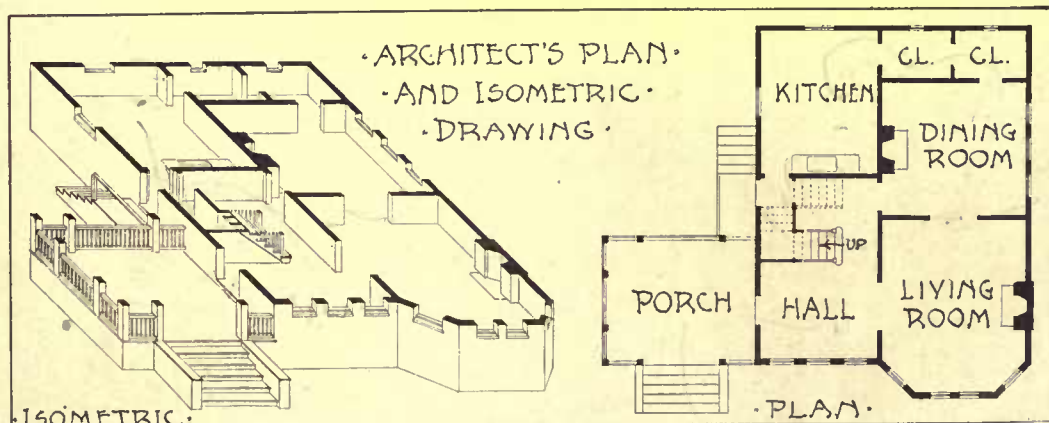 ·ARCHITECT'S PLAN·
·AND ISOMETRIC·
·DRAWING·
CL.
CL.
KITCHEN
DINING
ROOM
UP
PORCH
HALL
LIVING
ROOM
·ISOMETRIC·
·PLAN·